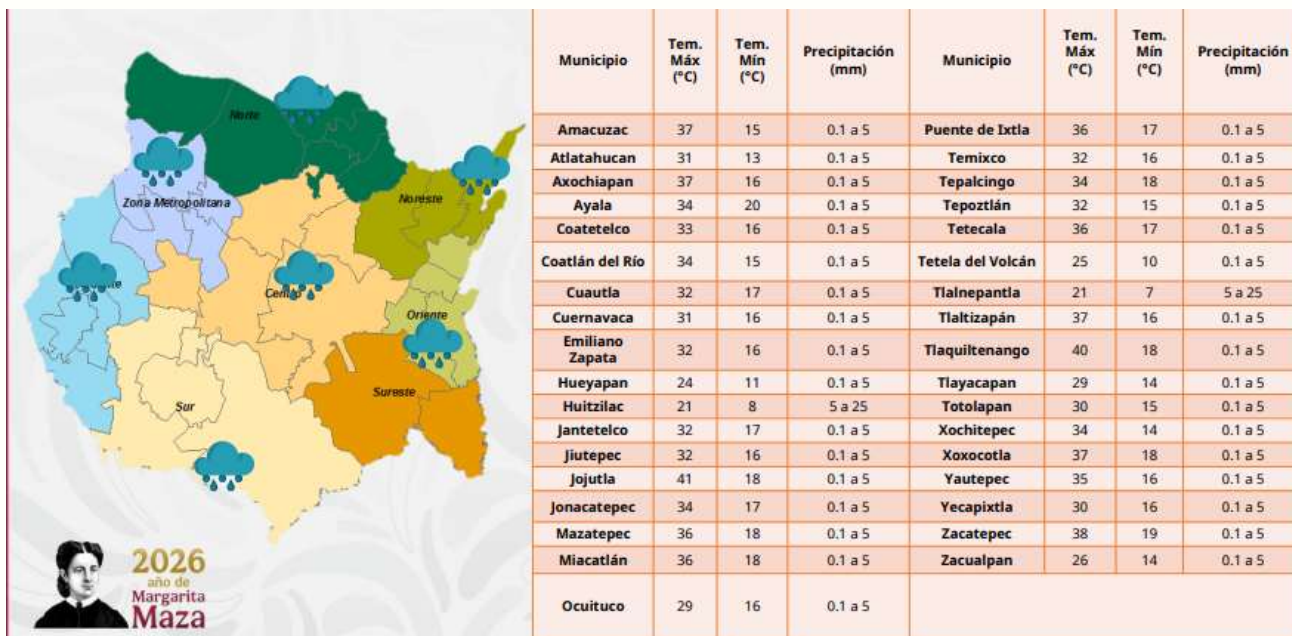 Norte
Zona Metropolitana
Noreste
Centro
Oriente
Sureste
Sur
2026
año de
Margarita
Maza
Municipio Tem. Máx (°C) Tem. Mín (°C) Precipitación (mm) Municipio Tem. Máx (°C) Tem. Mín (°C) Precipitación (mm)
Amacuzac 37 15 0.1 a 5 Puente de Ixtla 36 17 0.1 a 5
Atlatahucan 31 13 0.1 a 5 Temixco 32 16 0.1 a 5
Axochiapan 37 16 0.1 a 5 Tepalcingo 34 18 0.1 a 5
Ayala 34 20 0.1 a 5 Tepoztlán 32 15 0.1 a 5
Coatetelco 33 16 0.1 a 5 Tetecala 36 17 0.1 a 5
Coatlán del Río 34 15 0.1 a 5 Tetela del Volcán 25 10 0.1 a 5
Cuautla 32 17 0.1 a 5 Tlalnepantla 21 7 5 a 25
Cuernavaca 31 16 0.1 a 5 Tlaltizapán 37 16 0.1 a 5
Emiliano Zapata 32 16 0.1 a 5 Tlaquiltenango 40 18 0.1 a 5
Hueyapan 24 11 0.1 a 5 Tlayacapan 29 14 0.1 a 5
Huitzilac 21 8 5 a 25 Totolapan 30 15 0.1 a 5
Jantetelco 32 17 0.1 a 5 Xochitepec 34 14 0.1 a 5
Jiutepec 32 16 0.1 a 5 Xoxocotla 37 18 0.1 a 5
Jojutla 41 18 0.1 a 5 Yautepec 35 16 0.1 a 5
Jonacatepec 34 17 0.1 a 5 Yecapixtla 30 16 0.1 a 5
Mazatepec 36 18 0.1 a 5 Zacatepec 38 19 0.1 a 5
Miacatlán 36 18 0.1 a 5 Zacualpan 26 14 0.1 a 5
Ocuituco 29 16 0.1 a 5